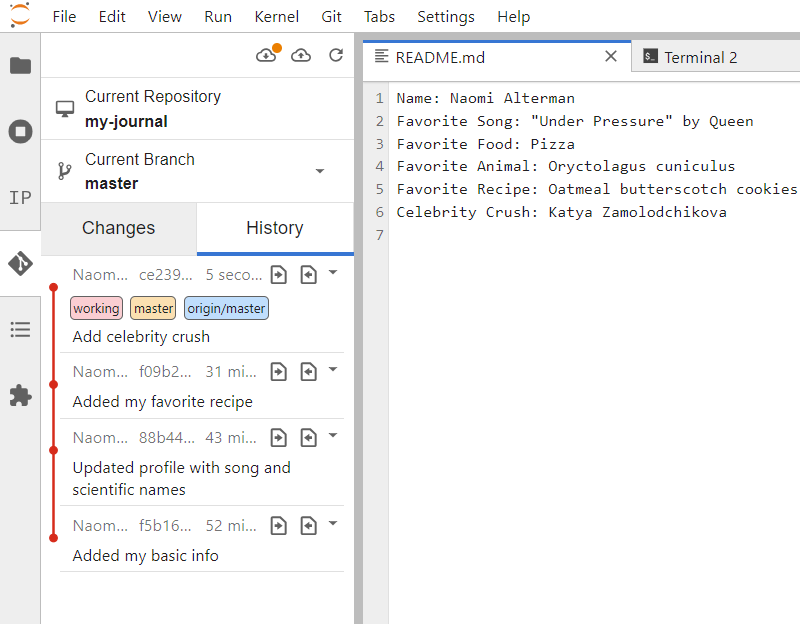 File Edit View Run Kernel Git Tabs Settings Help
Current Repository
my-journal
Current Branch
master
IP
Changes History
Naom... ce239... 5 seco...
working master origin/master
Add celebrity crush
Naom... f09b2... 31 mi...
Added my favorite recipe
Naom... 88b44... 43 mi...
Updated profile with song and
scientific names
Naom... f5b16... 52 mi...
Added my basic info
README.md
$_ Terminal 2
1 Name: Naomi Alterman
2 Favorite Song: "Under Pressure" by Queen
3 Favorite Food: Pizza
4 Favorite Animal: Oryctolagus cuniculus
5 Favorite Recipe: Oatmeal butterscotch cookies
6 Celebrity Crush: Katya Zamolodchikova
7